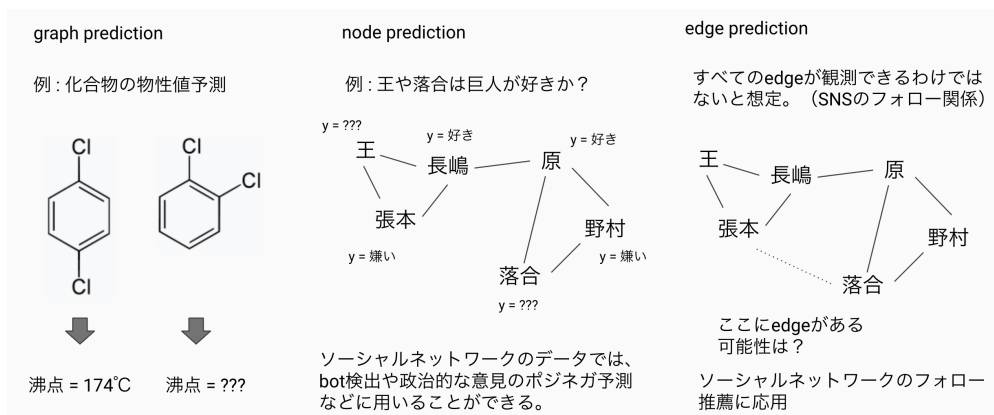 graph prediction
例 : 化合物の物性値予測
Cl
Cl
Cl
Cl
沸点 = 174℃
沸点 = ???
node prediction
例 : 王や落合は巨人が好きか？
y = ???
王
y = 好き
長嶋
y = 好き
原
張本
y = 嫌い
野村
y = 嫌い
落合
y = ???
ソーシャルネットワークのデータでは、
bot検出や政治的な意見のポジネガ予測
などに用いることができる。
edge prediction
すべてのedgeが観測できるわけでは
ないと想定。（SNSのフォロー関係）
王
長嶋
原
張本
野村
落合
ここにedgeがある
可能性は？
ソーシャルネットワークのフォロー
推薦に応用